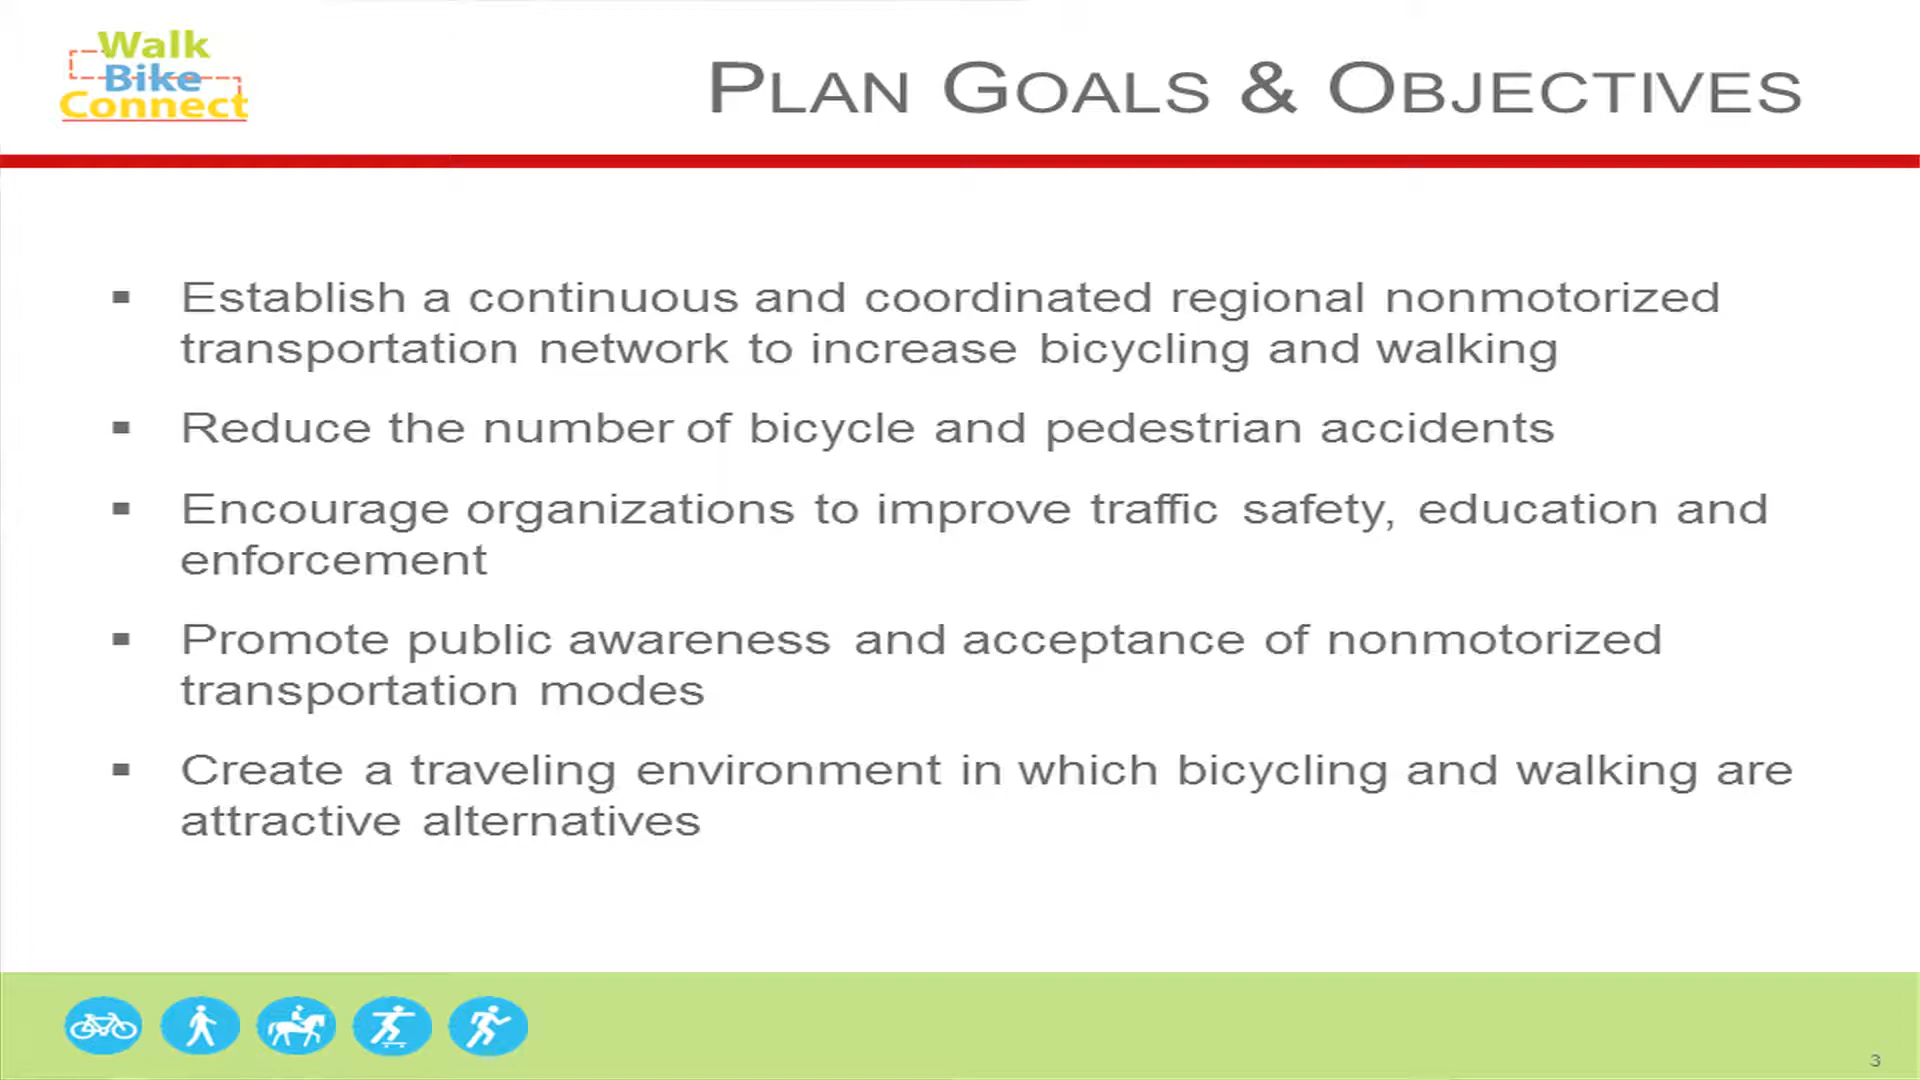 Walk
Bike
Connect
PLAN GOALS & OBJECTIVES
▪ Establish a continuous and coordinated regional nonmotorized
transportation network to increase bicycling and walking
▪ Reduce the number of bicycle and pedestrian accidents
▪ Encourage organizations to improve traffic safety, education and
enforcement
▪ Promote public awareness and acceptance of nonmotorized
transportation modes
▪ Create a traveling environment in which bicycling and walking are
attractive alternatives
3